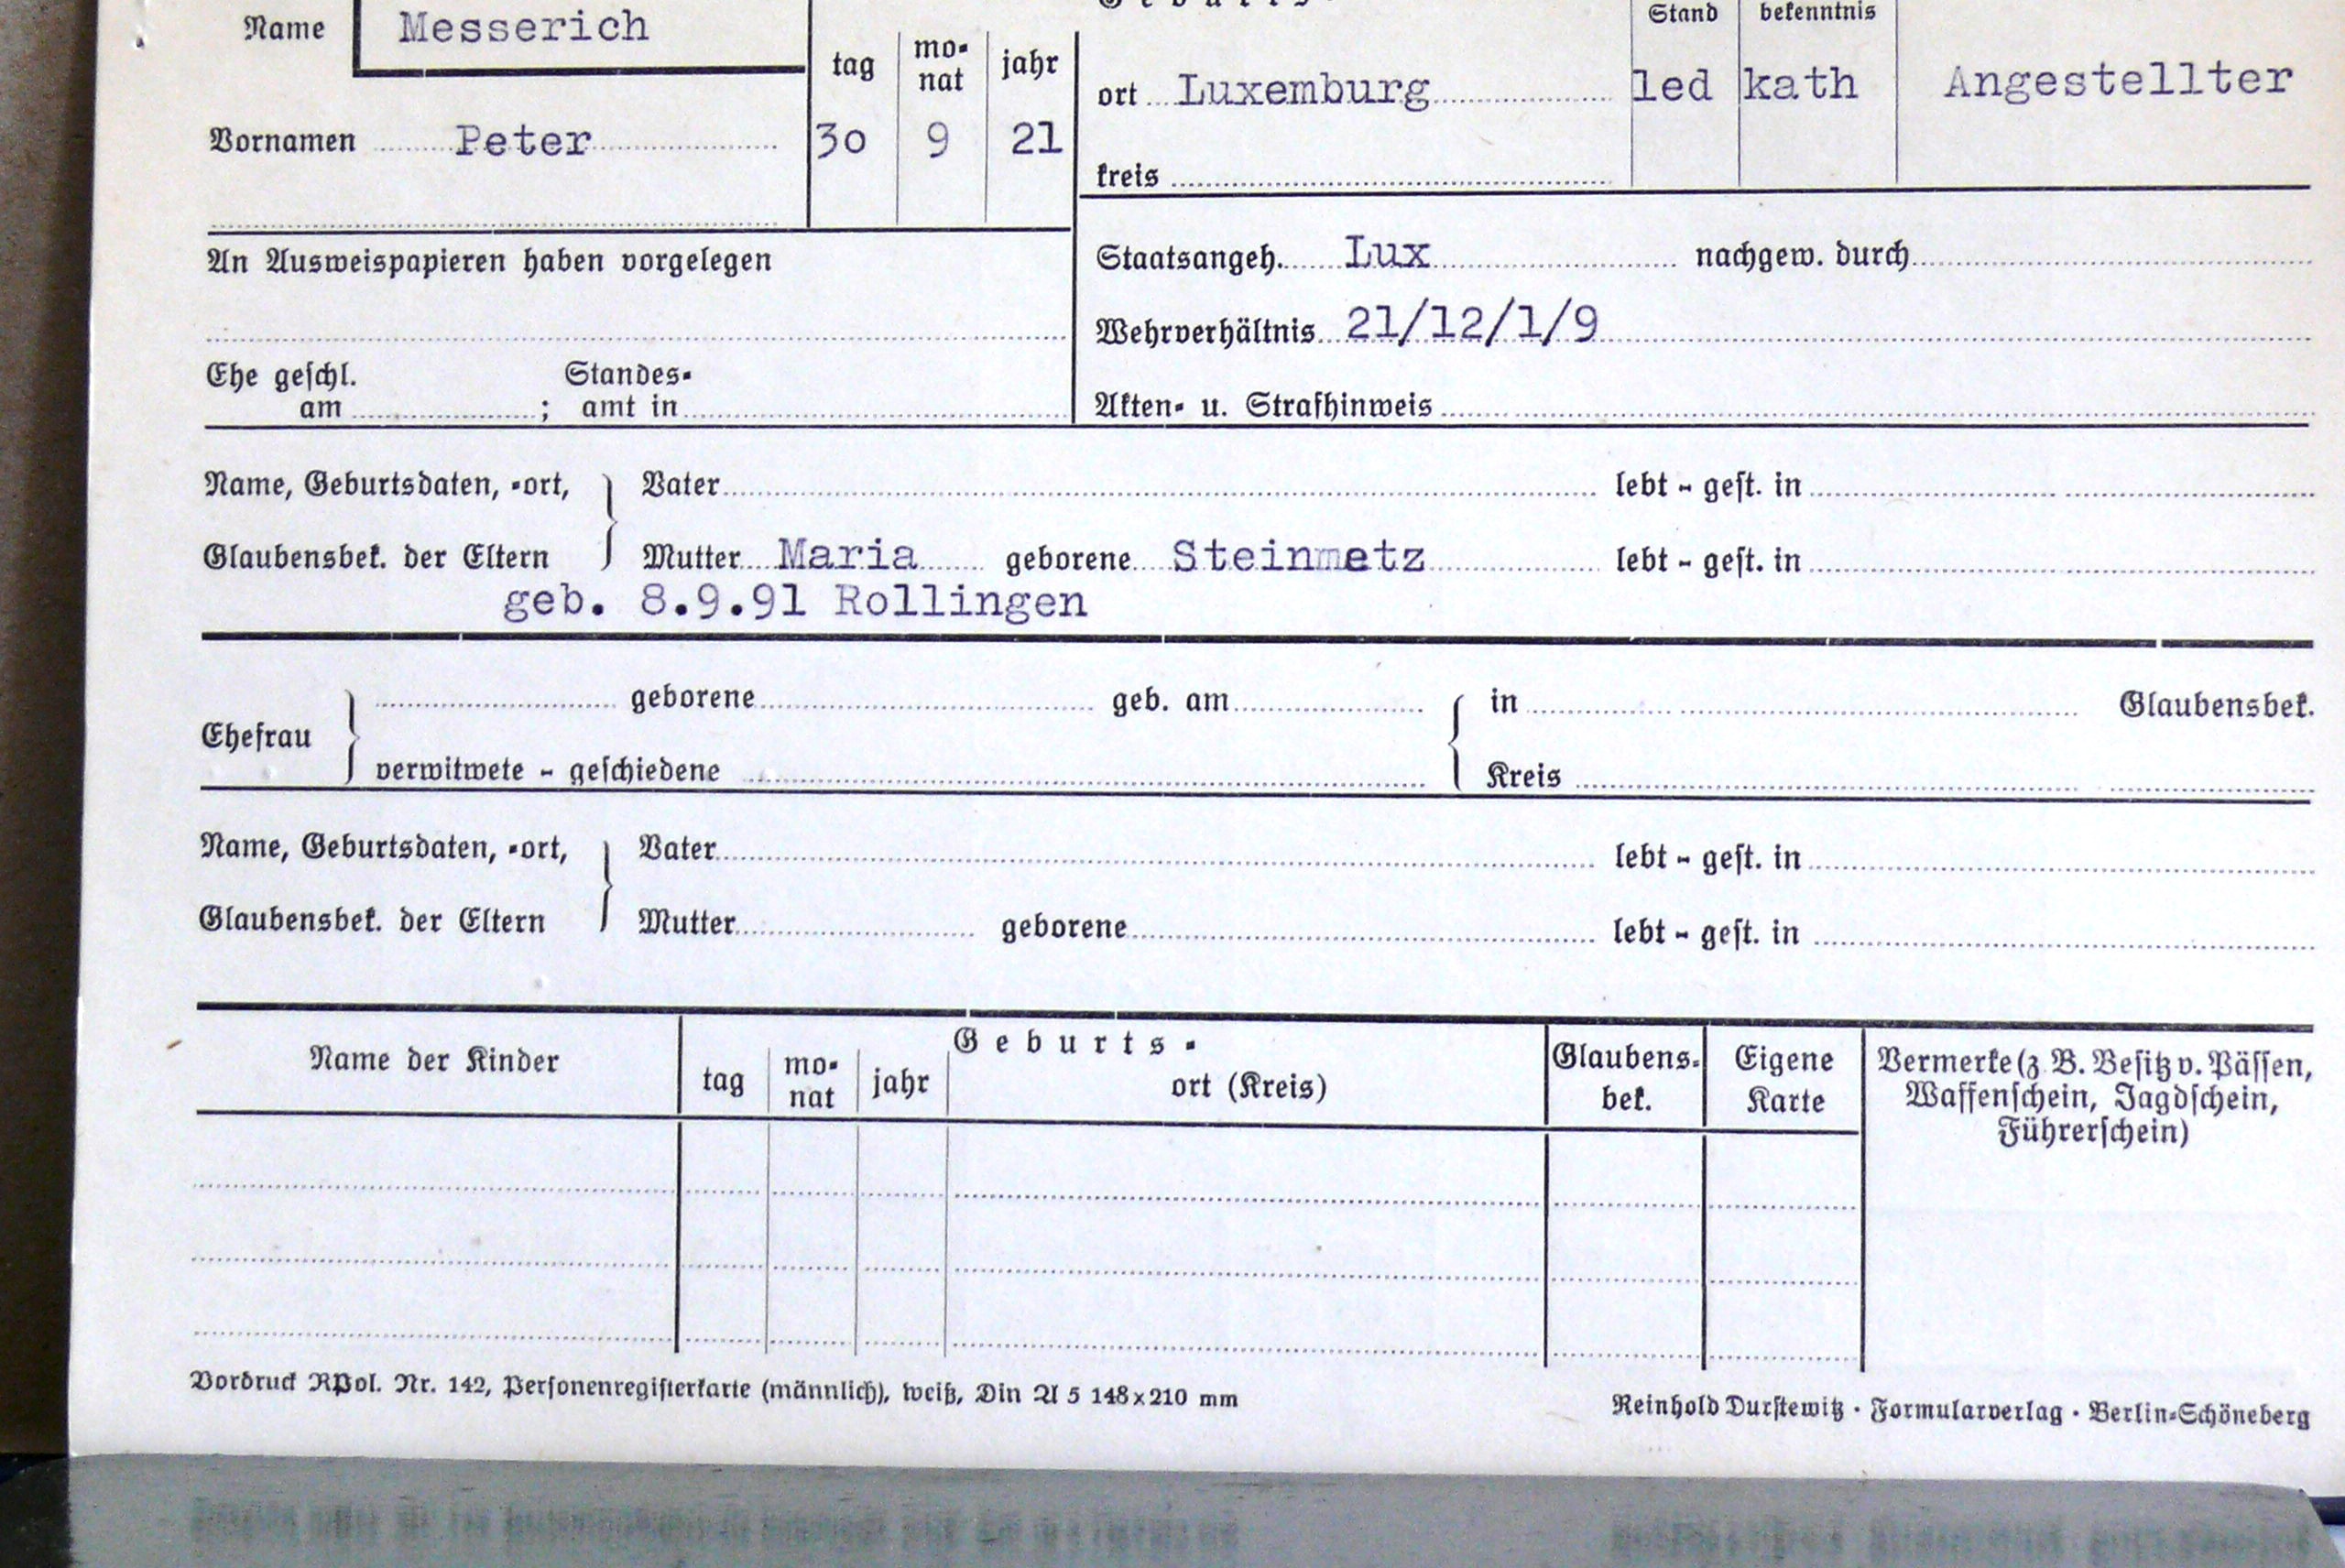 Geburts-
Stand bekenntnis
Name Messerich
tag mo-nat jahr
ort Luxemburg led kath Angestellter
Vornamen Peter 30 9 21
kreis
An Ausweispapieren haben vorgelegen
Staatsangeh. Lux nachgew. durch
Wehrverhältnis 21/12/1/9
Ehe geschl. Standes-
am ; amt in
Akten- u. Strafhinweis
Name, Geburtsdaten, -ort, Vater lebt - gest. in
Glaubensbek. der Eltern Mutter Maria geborene Steinmetz lebt - gest. in
geb. 8.9.91 Rollingen
geborene geb. am in Glaubensbek.
Ehefrau
verwitwete - geschiedene Kreis
Name, Geburtsdaten, -ort, Vater lebt - gest. in
Glaubensbek. der Eltern Mutter geborene lebt - gest. in
Geburts-
Name der Kinder tag mo-nat jahr ort (Kreis) Glaubens-bek. Eigene Karte
Vermerke (z. B. Besitz v. Pässen,
Waffenschein, Jagdschein,
Führerschein)
Vordruck RPol. Nr. 142, Personenregisterkarte (männlich), weiß, Din A 5 148x210 mm
Reinhold Durstewitz · Formularverlag · Berlin-Schöneberg